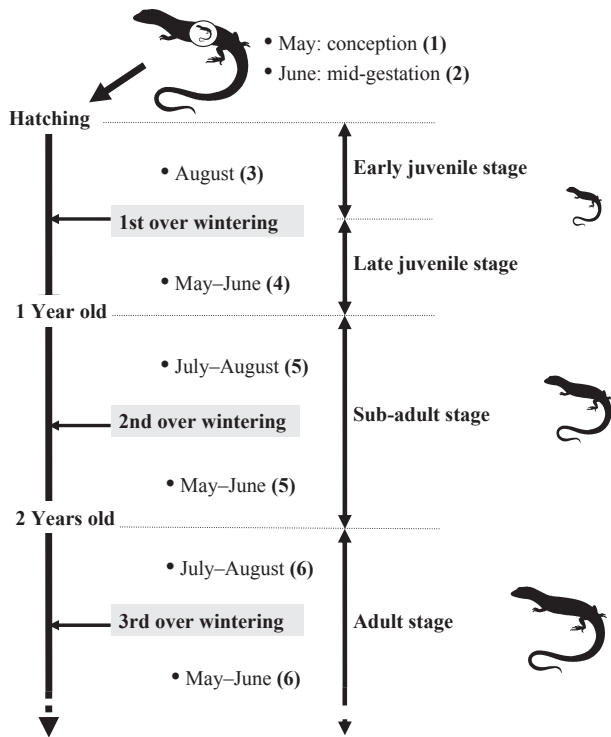 • May: conception (1)
• June: mid-gestation (2)
Hatching
• August (3)
Early juvenile stage
1st over wintering
• May–June (4)
Late juvenile stage
1 Year old
• July–August (5)
2nd over wintering
Sub-adult stage
• May–June (5)
2 Years old
• July–August (6)
3rd over wintering
Adult stage
• May–June (6)